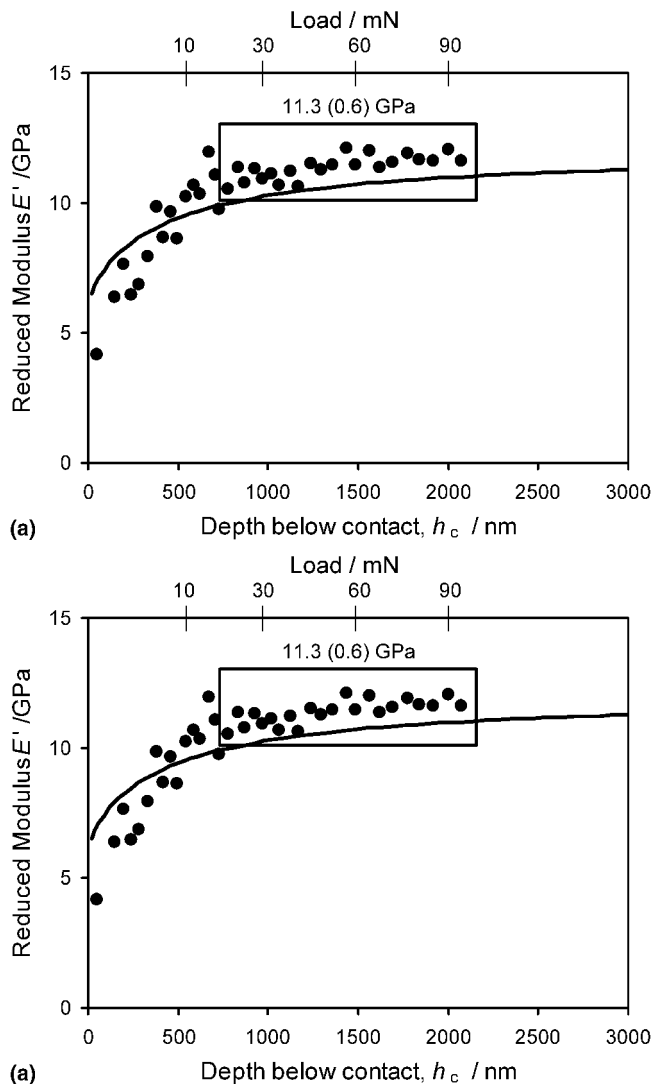 Load / mN
10 30 60 90
15
11.3 (0.6) GPa
10
5
0
Reduced Modulus E' /GPa
0 500 1000 1500 2000 2500 3000
(a) Depth below contact, h c / nm
Load / mN
10 30 60 90
15
11.3 (0.6) GPa
10
5
0
Reduced Modulus E' /GPa
0 500 1000 1500 2000 2500 3000
(a) Depth below contact, h c / nm